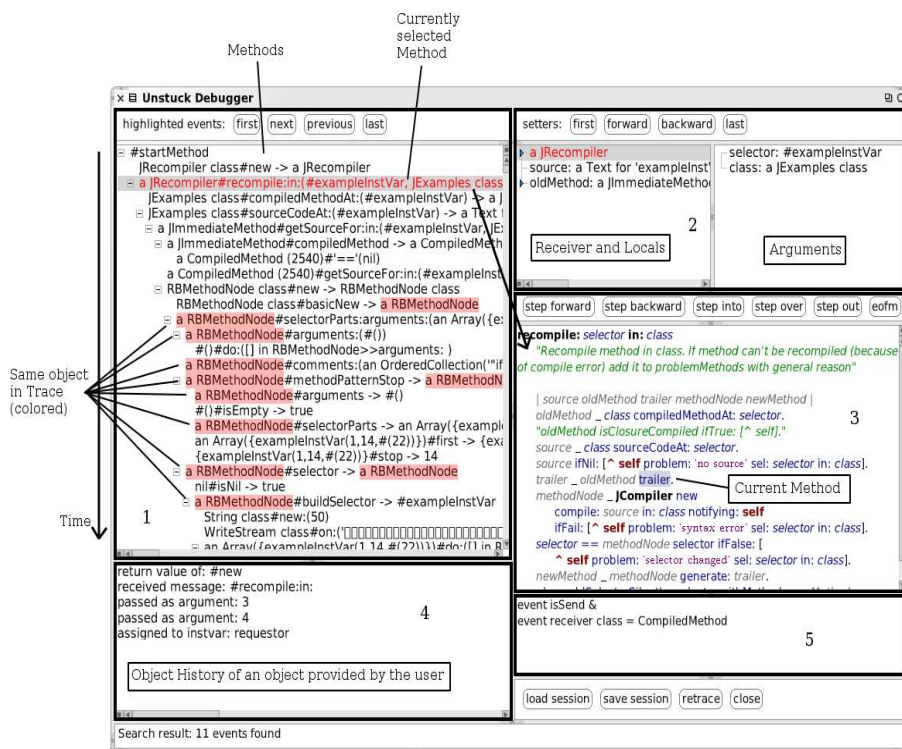 Currently
selected
Method
Methods
Unstuck Debugger
highlighted events: first next previous last
#startMethod
JRecompiler class#new -> a JRecompiler
a JRecompiler#recompile:in:(#exampleInstVar, JExamples class
JExamples class#compiledMethodAt:(#exampleInstVar) -> a J
JExamples class#sourceCodeAt:(#exampleInstVar) -> a Text f
a JImmediateMethod#getSourceFor:in:(#exampleInstVar, JE
a JImmediateMethod#compiledMethod -> a CompiledMeth
a CompiledMethod (2540)#'=='(nil)
a CompiledMethod (2540)#getSourceFor:in:(#exampleInst
RBMethodNode class#new -> RBMethodNode class
RBMethodNode class#basicNew -> a RBMethodNode
a RBMethodNode#selectorParts:arguments:(an Array({e
a RBMethodNode#arguments:(#())
#()#do:([] in RBMethodNode>>arguments: )
a RBMethodNode#comments:(an OrderedCollection('"if
a RBMethodNode#methodPatternStop -> a RBMethodN
a RBMethodNode#arguments -> #()
#()#isEmpty -> true
a RBMethodNode#selectorParts -> an Array({example
an Array({exampleInstVar(1,14,#(22))})#first -> {exa
{exampleInstVar(1,14,#(22))}#stop -> 14
a RBMethodNode#selector -> a RBMethodNode
nil#isNil -> true
a RBMethodNode#buildSelector -> #exampleInstVar
String class#new:(50)
WriteStream class#on:('
an Array({exampleInstVar(1,14,#(22))})#do:([] in R
1
Same object
in Trace
(colored)
Time
return value of: #new
received message: #recompile:in:
passed as argument: 3
passed as argument: 4
assigned to instvar: requestor
4
Object History of an object provided by the user
Search result: 11 events found
setters: first forward backward last
a JRecompiler
source: a Text for 'exampleInst'
oldMethod: a JImmediateMetho
2
Receiver and Locals
selector: #exampleInstVar
class: a JExamples class
Arguments
step forward step backward step into step over step out eofm
recompile: selector in: class
"Recompile method in class. If method can't be recompiled (because
of compile error) add it to problemMethods with general reason"
| source oldMethod trailer methodNode newMethod |
oldMethod _ class compiledMethodAt: selector.
"oldMethod isClosureCompiled ifTrue: [^ self]."
source _ class sourceCodeAt: selector.
source ifNil: [^ self problem: 'no source' sel: selector in: class].
trailer _ oldMethod trailer.
methodNode _ JCompiler new
compile: source in: class notifying: self
ifFail: [^ self problem: 'syntax error' sel: selector in: class].
selector == methodNode selector ifFalse: [
^ self problem: 'selector changed' sel: selector in: class].
newMethod _ methodNode generate: trailer.
3
Current Method
event isSend &
event receiver class = CompiledMethod
5
load session save session retrace close